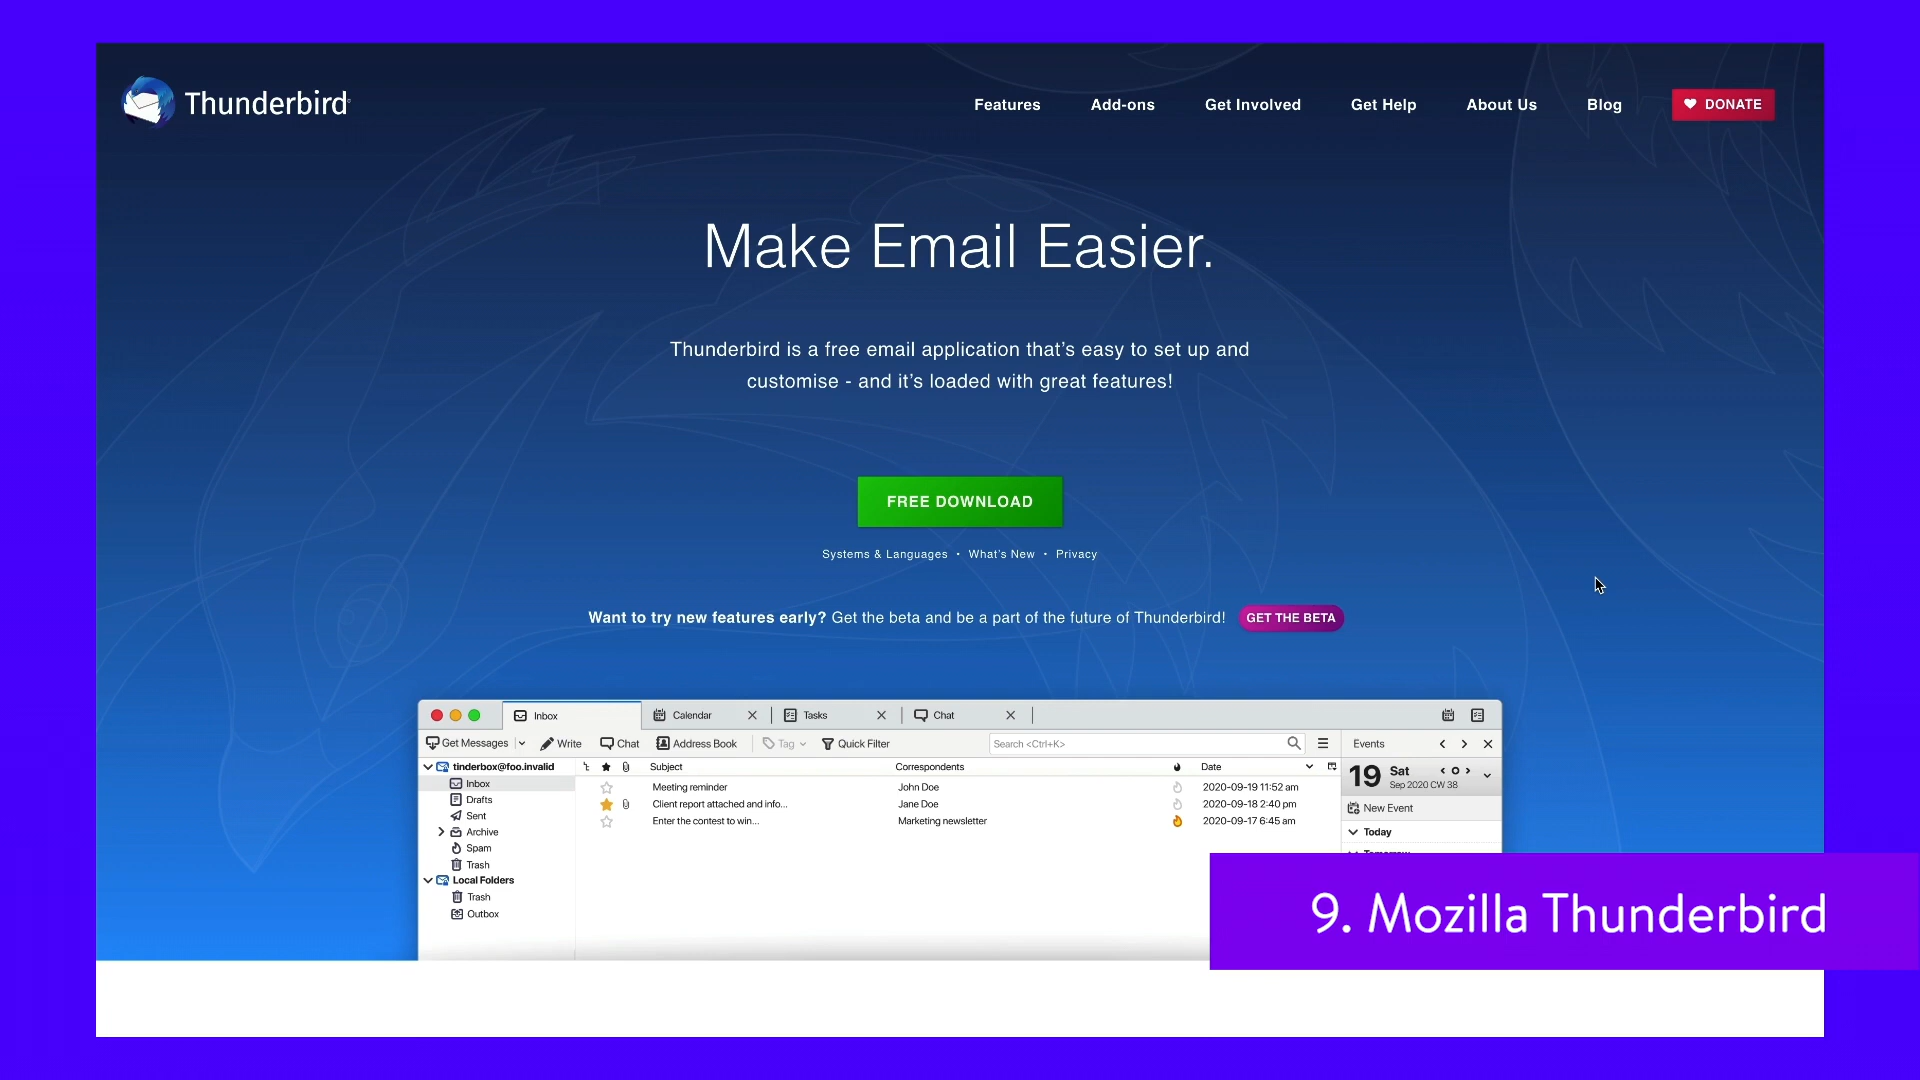 Thunderbird
Features Add-ons Get Involved Get Help About Us Blog DONATE
Make Email Easier.
Thunderbird is a free email application that’s easy to set up and
customise - and it’s loaded with great features!
FREE DOWNLOAD
Systems & Languages • What’s New • Privacy
Want to try new features early? Get the beta and be a part of the future of Thunderbird! GET THE BETA
Inbox Calendar Tasks Chat
Get Messages Write Chat Address Book Tag Quick Filter Search <Ctrl+K> Events
tinderbox@foo.invalid Subject Correspondents Date
Inbox
Drafts
Sent
Archive
Spam
Trash
Local Folders
Trash
Outbox
Meeting reminder John Doe 2020-09-19 11:52 am
Client report attached and info... Jane Doe 2020-09-18 2:40 pm
Enter the contest to win... Marketing newsletter 2020-09-17 6:45 am
19 Sat
Sep 2020 CW 38
New Event
Today
9. Mozilla Thunderbird